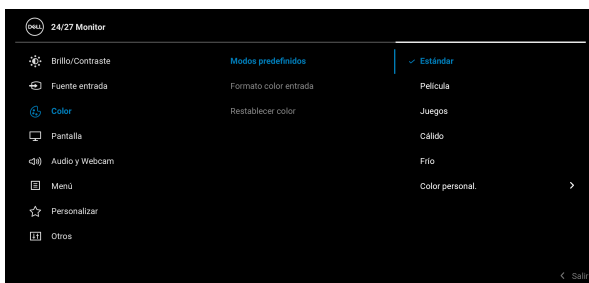 DELL 24/27 Monitor
Brillo/Contraste Modos predefinidos Estándar
Fuente entrada Formato color entrada Película
Color Restablecer color Juegos
Pantalla Cálido
Audio y Webcam Frío
Menú Color personal.
Personalizar
Otros
Salir